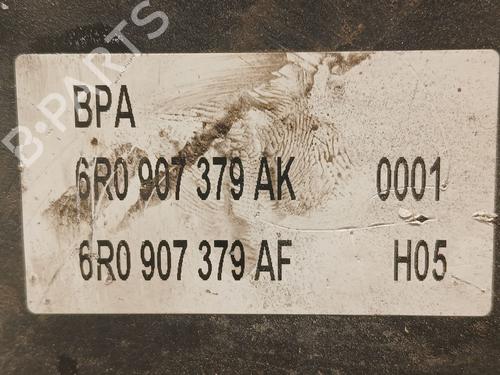 B-PARTS
BPA
6R0 907 379 AK 0001
6R0 907 379 AF H05